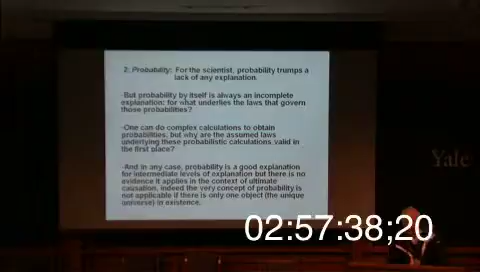 2: Probability: For the scientist, probability trumps a
lack of any explanation.
-But probability by itself is always an incomplete
explanation: for what underlies the laws that govern
those probabilities?
-One can do complex calculations to obtain
probabilities, but why are the assumed laws
underlying these probabilistic calculations valid in
the first place?
-And in any case, probability is a good explanation
for intermediate levels of explanation but there is no
evidence it applies in the context of ultimate
causation, indeed the very concept of probability is
not applicable if there is only one object (the unique
universe) in existence.
Yale
02:57:38;20